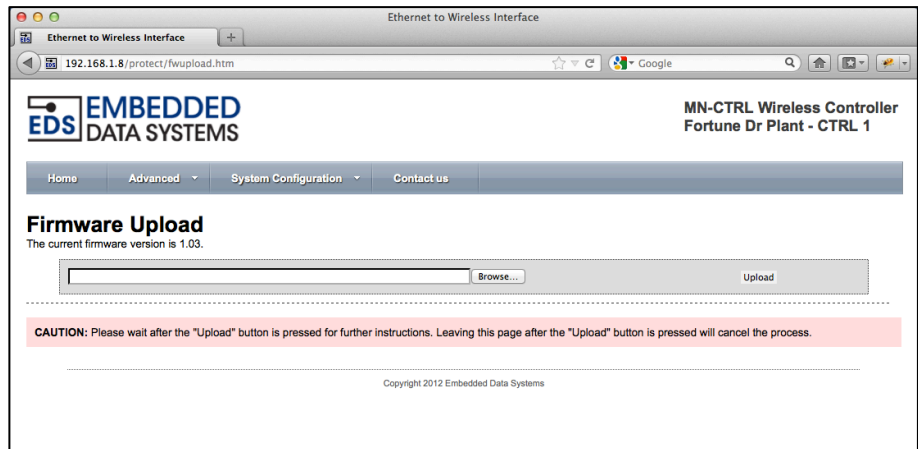 Ethernet to Wireless Interface
EDS Ethernet to Wireless Interface +
EDS 192.168.1.8/protect/fwupload.htm Google
EDS EMBEDDED DATA SYSTEMS
MN-CTRL Wireless Controller
Fortune Dr Plant - CTRL 1
Home Advanced System Configuration Contact us
Firmware Upload
The current firmware version is 1.03.
Browse... Upload
CAUTION: Please wait after the "Upload" button is pressed for further instructions. Leaving this page after the "Upload" button is pressed will cancel the process.
Copyright 2012 Embedded Data Systems